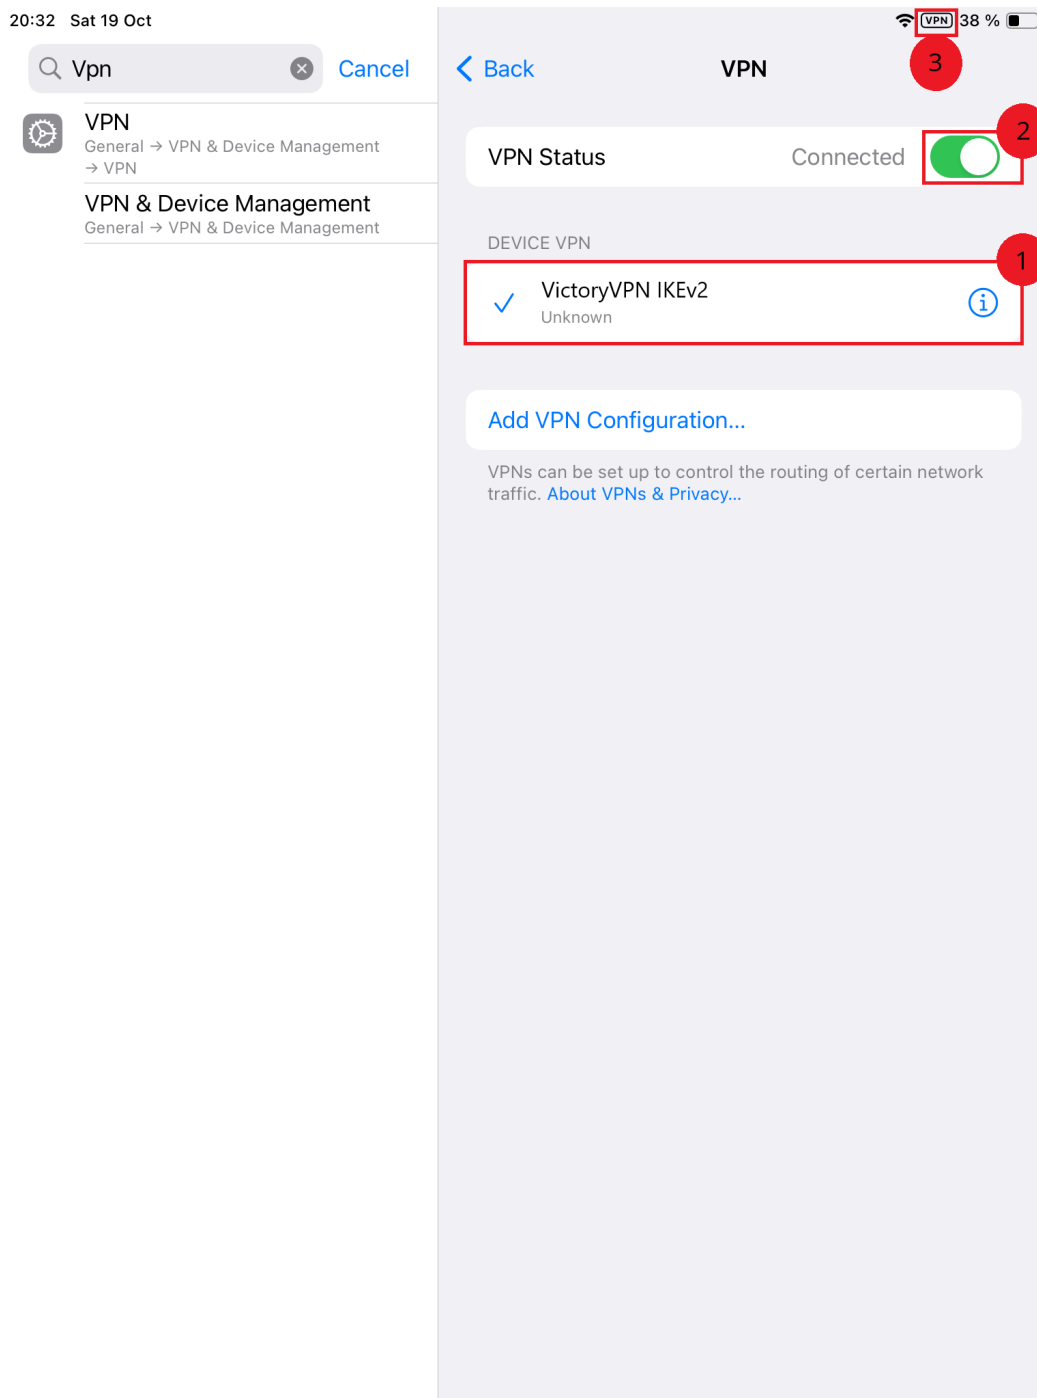 20:32 Sat 19 Oct
VPN 38 %
3
Vpn
Cancel
Back
VPN
VPN
General → VPN & Device Management
→ VPN
VPN & Device Management
General → VPN & Device Management
2
VPN Status
Connected
DEVICE VPN
1
VictoryVPN IKEv2
Unknown
Add VPN Configuration...
VPNs can be set up to control the routing of certain network
traffic. About VPNs & Privacy...